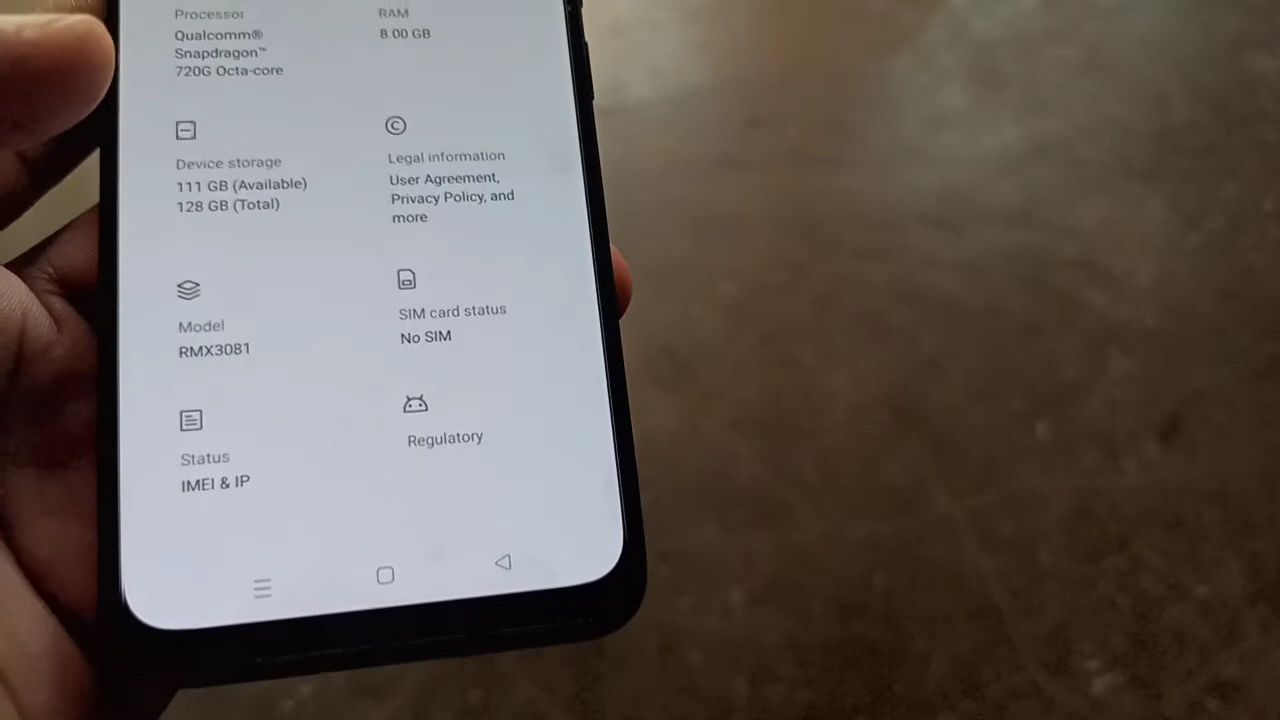 Processor
Qualcomm®
Snapdragon™
720G Octa-core
RAM
8.00 GB
Device storage
111 GB (Available)
128 GB (Total)
Legal information
User Agreement,
Privacy Policy, and
more
Model
RMX3081
SIM card status
No SIM
Status
IMEI & IP
Regulatory